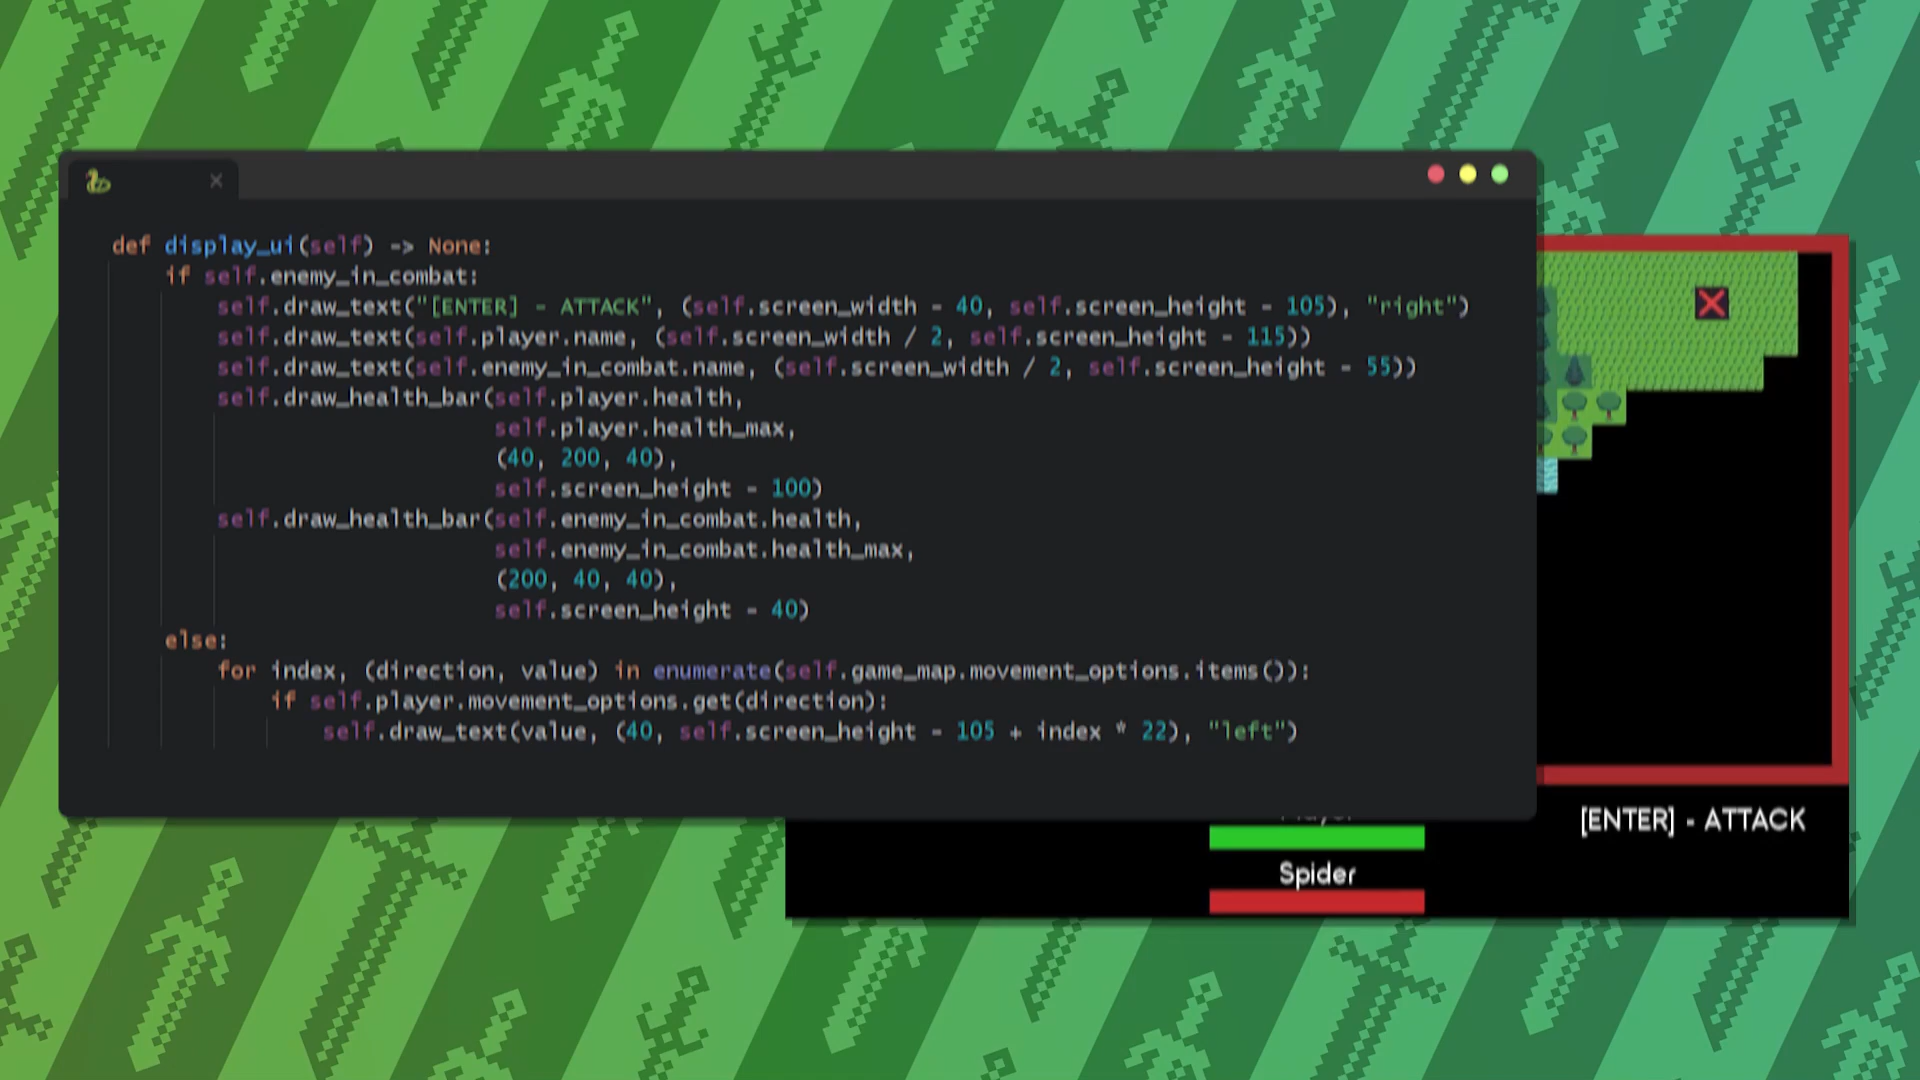 def display_ui(self) -> None:
    if self.enemy_in_combat:
        self.draw_text("[ENTER] - ATTACK", (self.screen_width - 40, self.screen_height - 105), "right")
        self.draw_text(self.player.name, (self.screen_width / 2, self.screen_height - 115))
        self.draw_text(self.enemy_in_combat.name, (self.screen_width / 2, self.screen_height - 55))
        self.draw_health_bar(self.player.health,
                             self.player.health_max,
                             (40, 200, 40),
                             self.screen_height - 100)
        self.draw_health_bar(self.enemy_in_combat.health,
                             self.enemy_in_combat.health_max,
                             (200, 40, 40),
                             self.screen_height - 40)
    else:
        for index, (direction, value) in enumerate(self.game_map.movement_options.items()):
            if self.player.movement_options.get(direction):
                self.draw_text(value, (40, self.screen_height - 105 + index * 22), "left")
[ENTER] - ATTACK
Spider